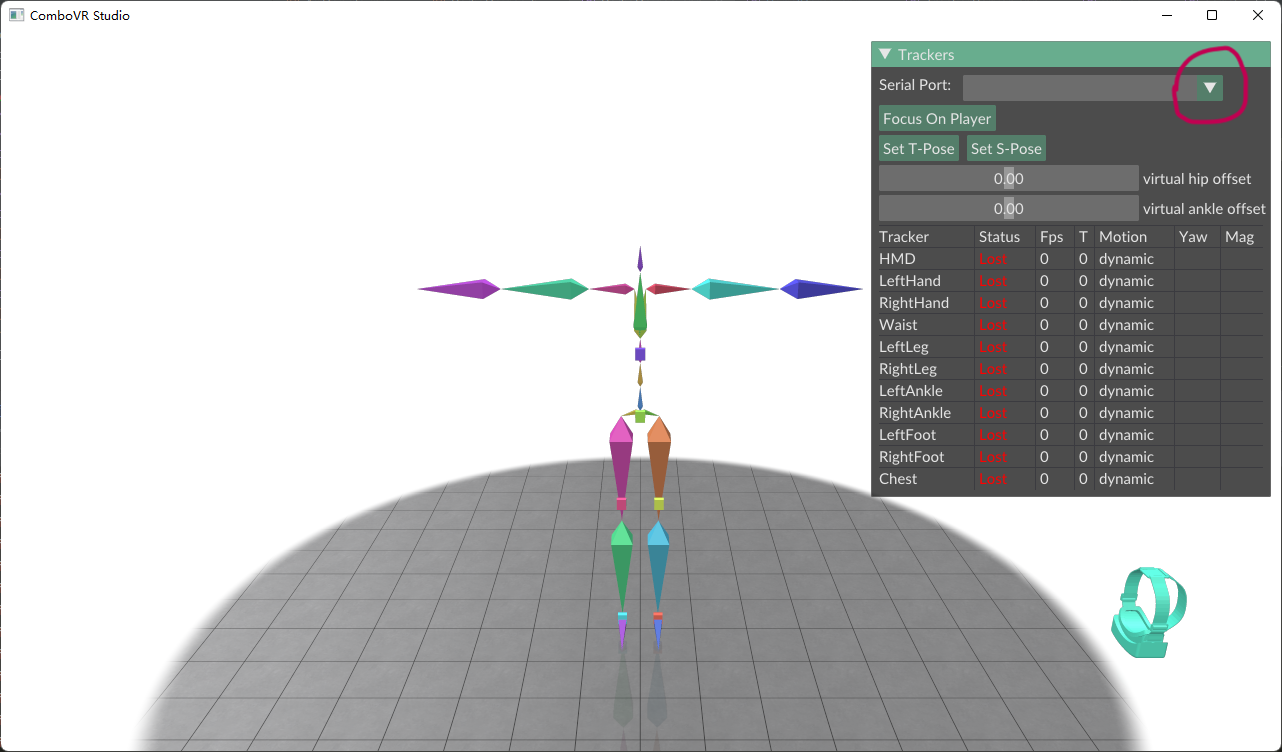 ComboVR Studio
Trackers
Serial Port:
Focus On Player
Set T-Pose Set S-Pose
0.00 virtual hip offset
0.00 virtual ankle offset
Tracker Status Fps T Motion Yaw Mag
HMD Lost 0 0 dynamic
LeftHand Lost 0 0 dynamic
RightHand Lost 0 0 dynamic
Waist Lost 0 0 dynamic
LeftLeg Lost 0 0 dynamic
RightLeg Lost 0 0 dynamic
LeftAnkle Lost 0 0 dynamic
RightAnkle Lost 0 0 dynamic
LeftFoot Lost 0 0 dynamic
RightFoot Lost 0 0 dynamic
Chest Lost 0 0 dynamic